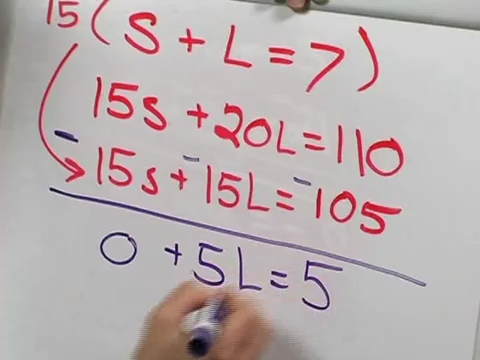 15(S + L = 7)
15s + 20L = 110
- 15s + - 15L = - 105
0 + 5L = 5